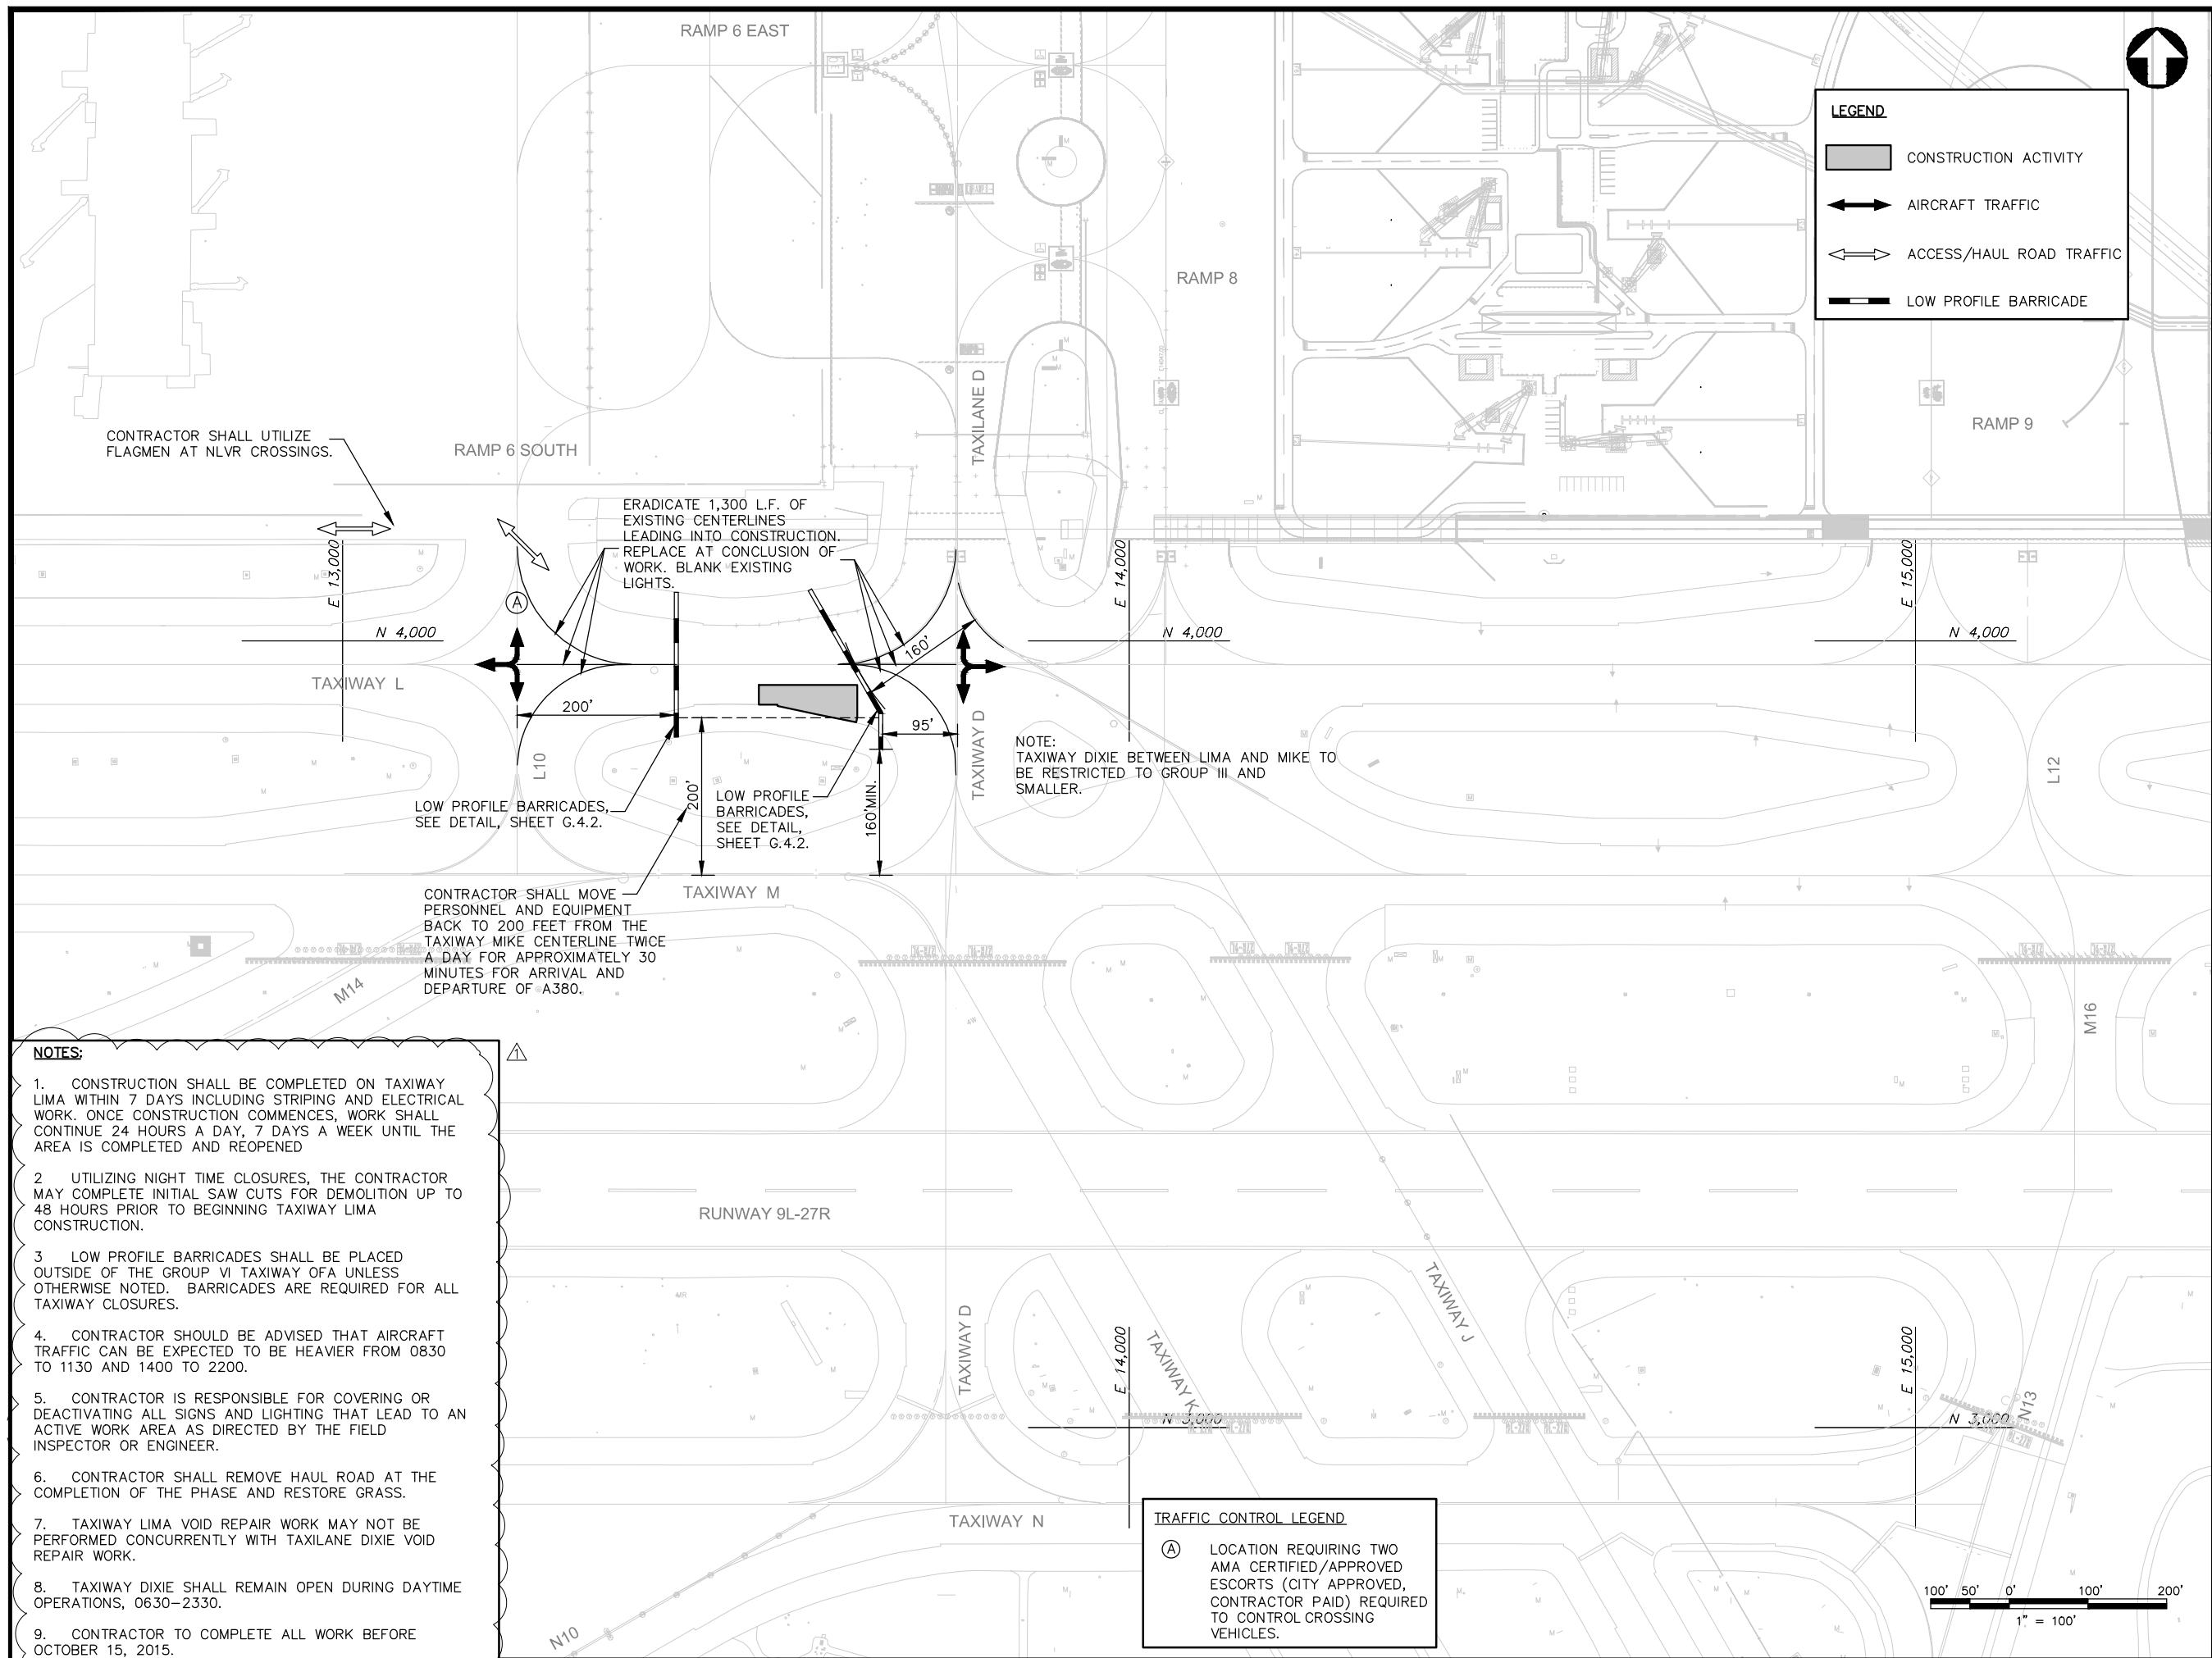 RAMP 6 EAST
LEGEND
CONSTRUCTION ACTIVITY
AIRCRAFT TRAFFIC
ACCESS/HAUL ROAD TRAFFIC
LOW PROFILE BARRICADE
RAMP 8
TAXILANE D
RAMP 9
CONTRACTOR SHALL UTILIZE
FLAGMEN AT NLVR CROSSINGS.
RAMP 6 SOUTH
ERADICATE 1,300 L.F. OF
EXISTING CENTERLINES
LEADING INTO CONSTRUCTION.
REPLACE AT CONCLUSION OF
WORK. BLANK EXISTING
LIGHTS.
E 13,000
N 4,000
A
E 14,000
N 4,000
E 15,000
N 4,000
160'
TAXIWAY L
200'
95'
L10
TAXIWAY D
NOTE:
TAXIWAY DIXIE BETWEEN LIMA AND MIKE TO
BE RESTRICTED TO GROUP III AND
SMALLER.
L12
LOW PROFILE BARRICADES,
SEE DETAIL, SHEET G.4.2.
200'
LOW PROFILE
BARRICADES,
SEE DETAIL,
SHEET G.4.2.
160'MIN.
TAXIWAY M
CONTRACTOR SHALL MOVE
PERSONNEL AND EQUIPMENT
BACK TO 200 FEET FROM THE
TAXIWAY MIKE CENTERLINE TWICE
A DAY FOR APPROXIMATELY 30
MINUTES FOR ARRIVAL AND
DEPARTURE OF A380.
M14
M16
1
NOTES:
1. CONSTRUCTION SHALL BE COMPLETED ON TAXIWAY
LIMA WITHIN 7 DAYS INCLUDING STRIPING AND ELECTRICAL
WORK. ONCE CONSTRUCTION COMMENCES, WORK SHALL
CONTINUE 24 HOURS A DAY, 7 DAYS A WEEK UNTIL THE
AREA IS COMPLETED AND REOPENED
2 UTILIZING NIGHT TIME CLOSURES, THE CONTRACTOR
MAY COMPLETE INITIAL SAW CUTS FOR DEMOLITION UP TO
48 HOURS PRIOR TO BEGINNING TAXIWAY LIMA
CONSTRUCTION.
3 LOW PROFILE BARRICADES SHALL BE PLACED
OUTSIDE OF THE GROUP VI TAXIWAY OFA UNLESS
OTHERWISE NOTED. BARRICADES ARE REQUIRED FOR ALL
TAXIWAY CLOSURES.
4. CONTRACTOR SHOULD BE ADVISED THAT AIRCRAFT
TRAFFIC CAN BE EXPECTED TO BE HEAVIER FROM 0830
TO 1130 AND 1400 TO 2200.
5. CONTRACTOR IS RESPONSIBLE FOR COVERING OR
DEACTIVATING ALL SIGNS AND LIGHTING THAT LEAD TO AN
ACTIVE WORK AREA AS DIRECTED BY THE FIELD
INSPECTOR OR ENGINEER.
6. CONTRACTOR SHALL REMOVE HAUL ROAD AT THE
COMPLETION OF THE PHASE AND RESTORE GRASS.
7. TAXIWAY LIMA VOID REPAIR WORK MAY NOT BE
PERFORMED CONCURRENTLY WITH TAXILANE DIXIE VOID
REPAIR WORK.
8. TAXIWAY DIXIE SHALL REMAIN OPEN DURING DAYTIME
OPERATIONS, 0630-2330.
9. CONTRACTOR TO COMPLETE ALL WORK BEFORE
OCTOBER 15, 2015.
RUNWAY 9L-27R
TAXIWAY D
TAXIWAY K
TAXIWAY J
E 14,000
N 3,000
E 15,000
N 3,000
N13
TAXIWAY N
N10
TRAFFIC CONTROL LEGEND
A LOCATION REQUIRING TWO
AMA CERTIFIED/APPROVED
ESCORTS (CITY APPROVED,
CONTRACTOR PAID) REQUIRED
TO CONTROL CROSSING
VEHICLES.
100' 50' 0' 100' 200'
1" = 100'